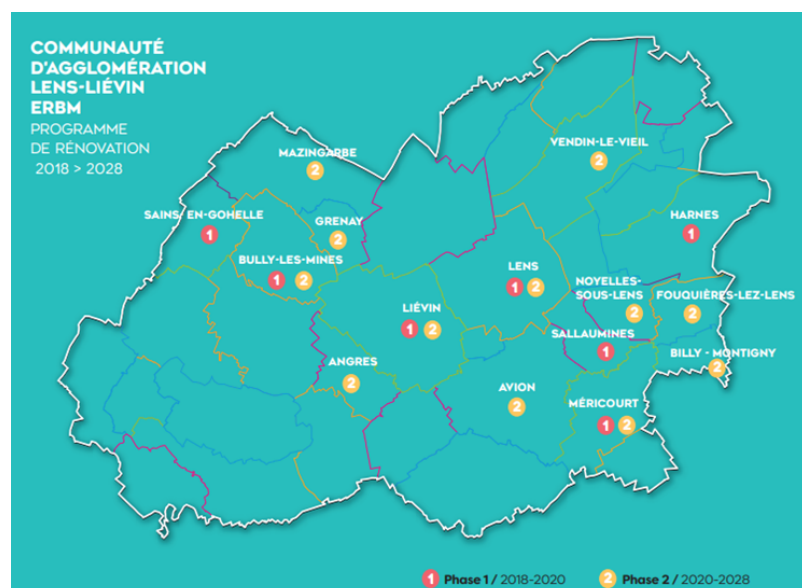 COMMUNAUTÉ
D'AGGLOMÉRATION
LENS-LIÉVIN
ERBM
PROGRAMME
DE RÉNOVATION
2018 > 2028
MAZINGARBE
2
VENDIN-LE-VIEIL
2
SAINS-EN-GOHELLE
1
GRENAY
2
HARNES
1
BULLY-LES-MINES
1 2
LENS
1 2
NOYELLES-
SOUS-LENS
2
FOUQUIÈRES-LEZ-LENS
2
LIÉVIN
1 2
SALLAUMINES
1
BILLY - MONTIGNY
2
ANGRES
2
AVION
2
MÉRICOURT
1 2
1 Phase 1 / 2018-2020
2 Phase 2 / 2020-2028